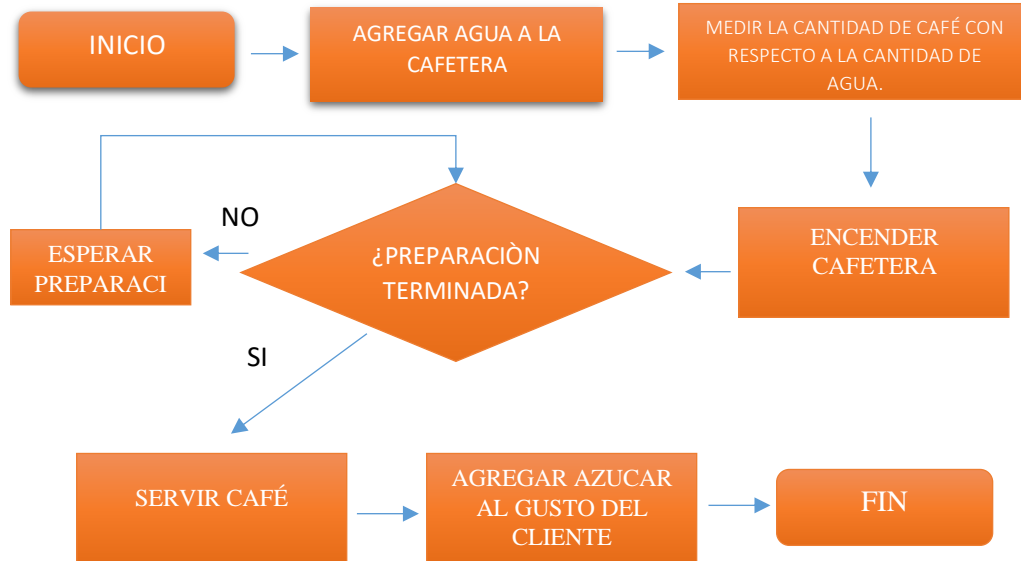 INICIO
AGREGAR AGUA A LA
CAFETERA
MEDIR LA CANTIDAD DE CAFÉ CON
RESPECTO A LA CANTIDAD DE
AGUA.
ENCENDER
CAFETERA
¿PREPARACIÒN
TERMINADA?
NO
ESPERAR
PREPARACI
SI
SERVIR CAFÉ
AGREGAR AZUCAR
AL GUSTO DEL
CLIENTE
FIN